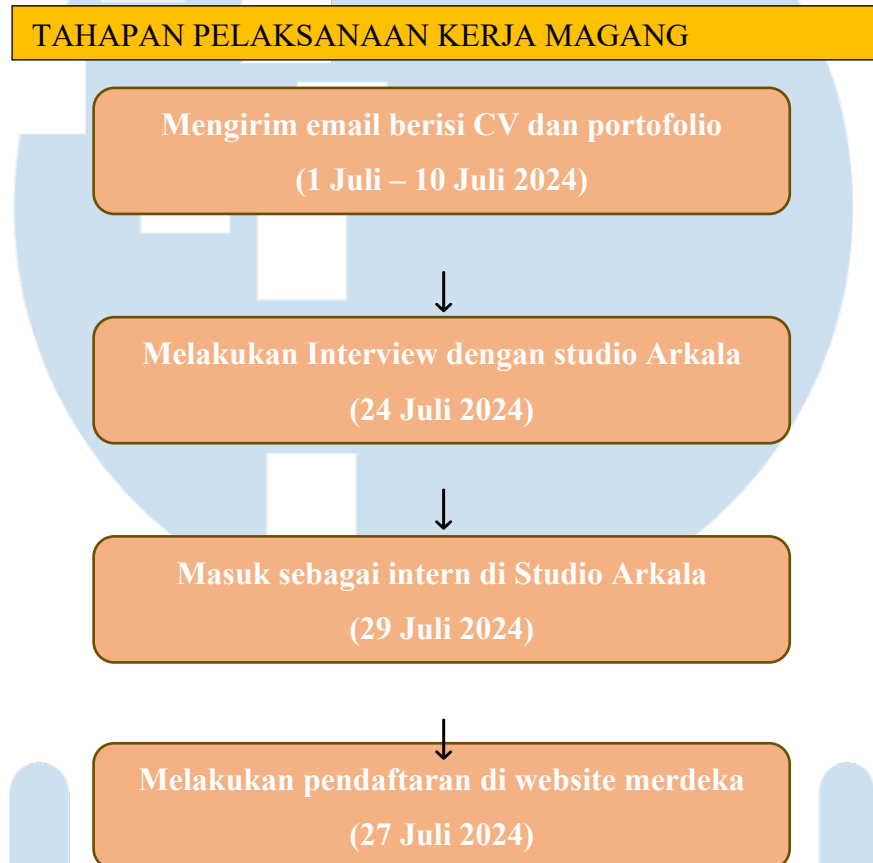 TAHAPAN PELAKSANAAN KERJA MAGANG
Mengirim email berisi CV dan portofolio
(1 Juli – 10 Juli 2024)
Melakukan Interview dengan studio Arkala
(24 Juli 2024)
Masuk sebagai intern di Studio Arkala
(29 Juli 2024)
Melakukan pendaftaran di website merdeka
(27 Juli 2024)